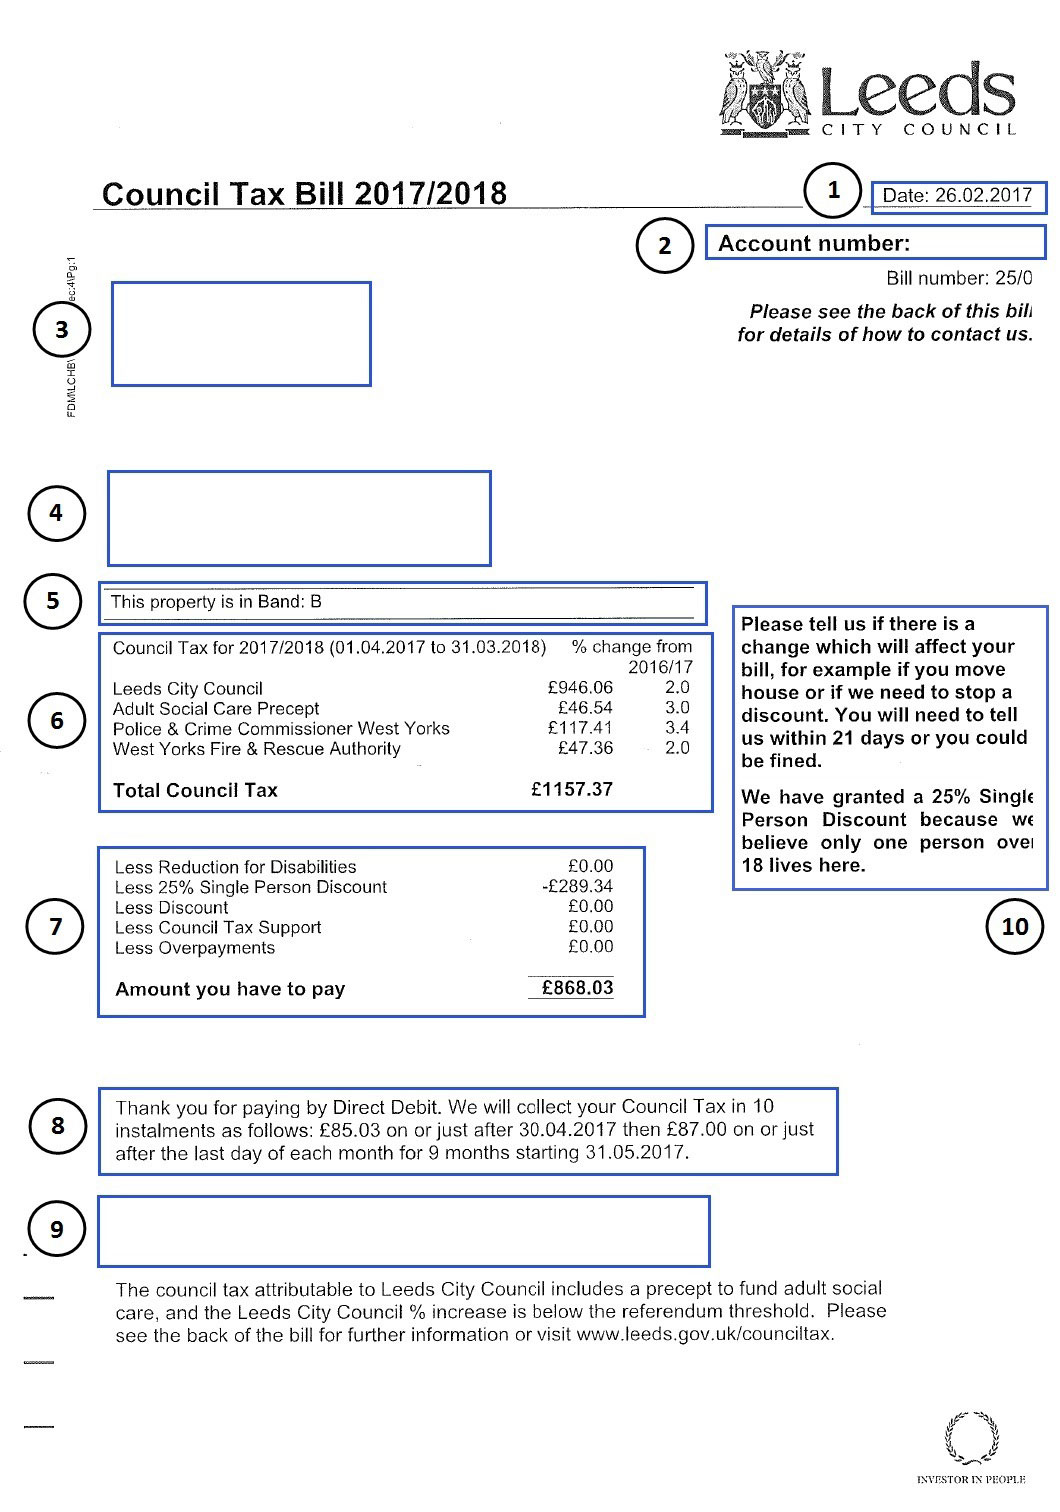 Leeds
CITY COUNCIL
Council Tax Bill 2017/2018
1
Date: 26.02.2017
2
Account number:
Bill number: 25/0
Please see the back of this bill
for details of how to contact us.
ec:4\Pg:1
3
FDM\LCHB\
4
5
This property is in Band: B
6
Council Tax for 2017/2018 (01.04.2017 to 31.03.2018) % change from
2016/17
Leeds City Council £946.06 2.0
Adult Social Care Precept £46.54 3.0
Police & Crime Commissioner West Yorks £117.41 3.4
West Yorks Fire & Rescue Authority £47.36 2.0
Total Council Tax £1157.37
Please tell us if there is a
change which will affect your
bill, for example if you move
house or if we need to stop a
discount. You will need to tell
us within 21 days or you could
be fined.
We have granted a 25% Single
Person Discount because we
believe only one person over
18 lives here.
10
7
Less Reduction for Disabilities £0.00
Less 25% Single Person Discount -£289.34
Less Discount £0.00
Less Council Tax Support £0.00
Less Overpayments £0.00
Amount you have to pay £868.03
8
Thank you for paying by Direct Debit. We will collect your Council Tax in 10
instalments as follows: £85.03 on or just after 30.04.2017 then £87.00 on or just
after the last day of each month for 9 months starting 31.05.2017.
9
The council tax attributable to Leeds City Council includes a precept to fund adult social
care, and the Leeds City Council % increase is below the referendum threshold. Please
see the back of the bill for further information or visit www.leeds.gov.uk/counciltax.
INVESTOR IN PEOPLE